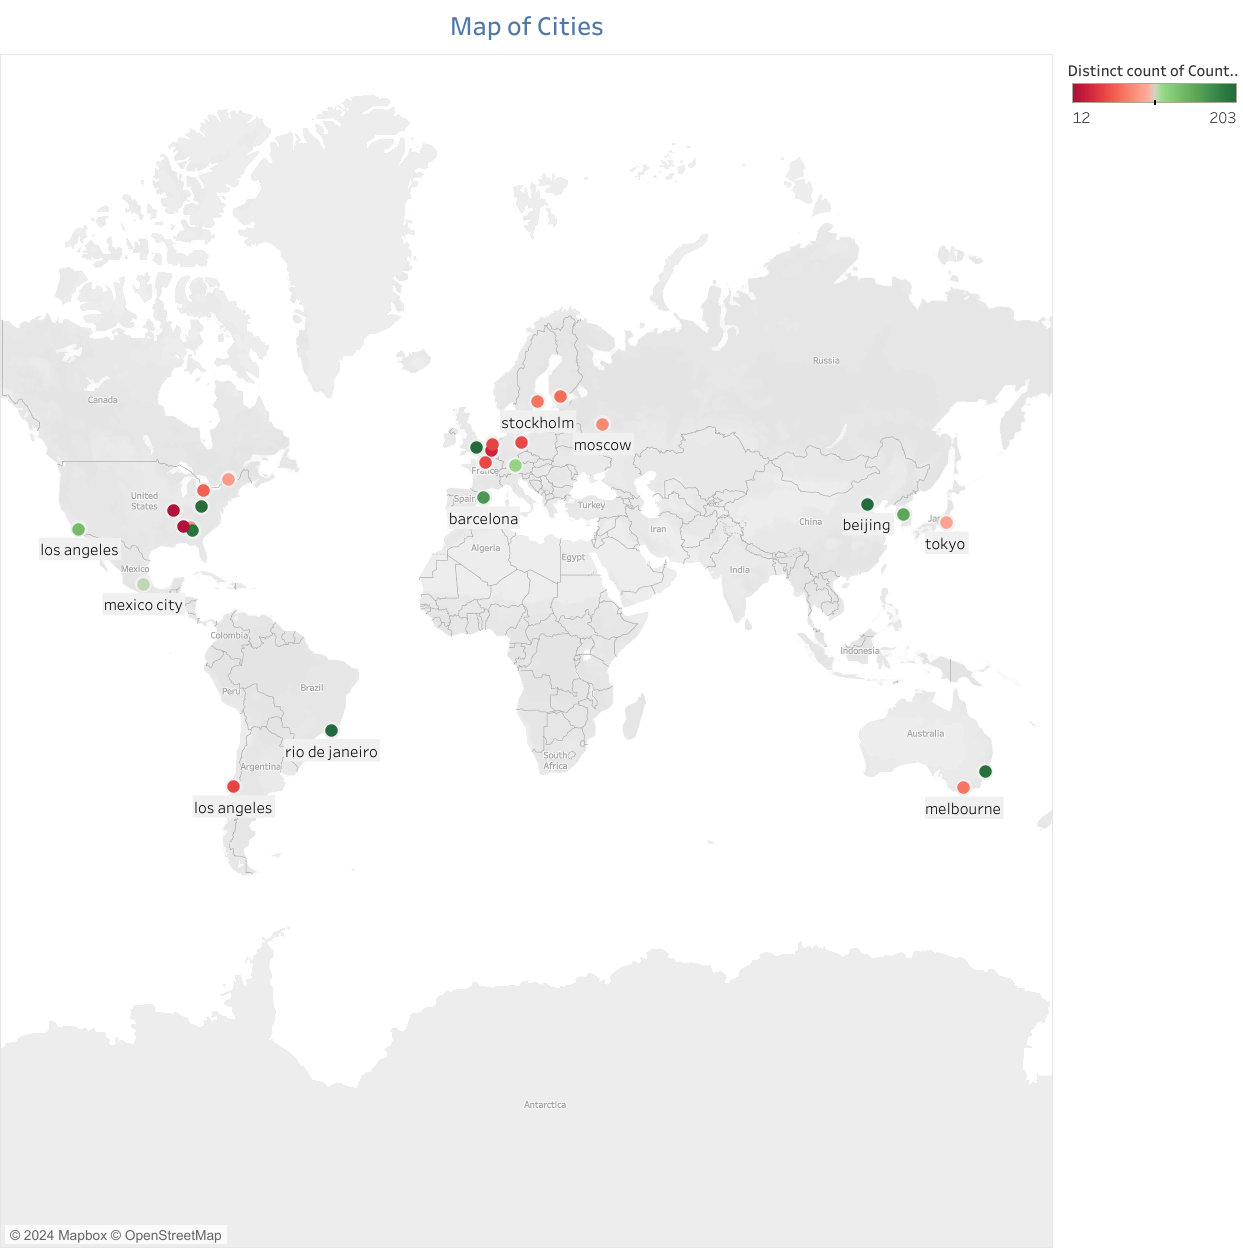 Map of Cities
Distinct count of Count..
12 203
Russia
Canada
stockholm
moscow
France
United
States
Spain
Turkey
barcelona
China
beijing
Iran
tokyo
los angeles
Algeria
Egypt
Mexico
India
mexico city
Colombia
Indonesia
Peru
Brazil
Australia
rio de janeiro
South
Africa
Argentina
los angeles
melbourne
Antarctica
© 2024 Mapbox © OpenStreetMap